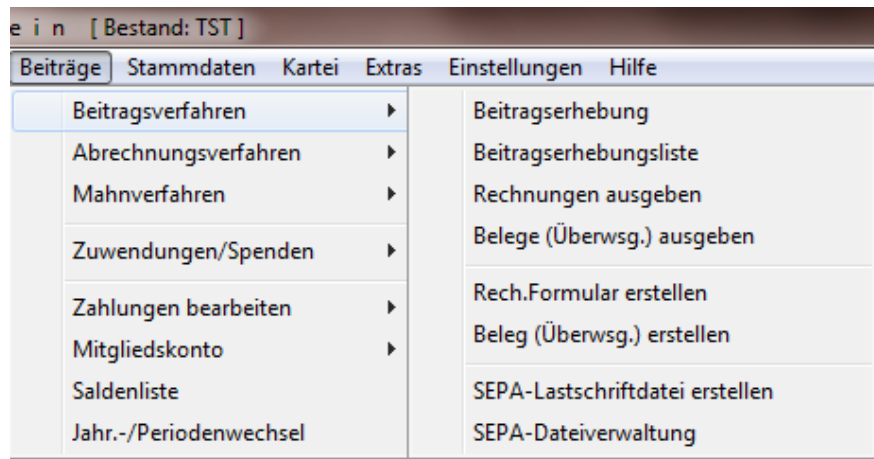 e i n [ Bestand: TST ]
Beiträge Stammdaten Kartei Extras Einstellungen Hilfe
Beitragsverfahren
Abrechnungsverfahren
Mahnverfahren
Zuwendungen/Spenden
Zahlungen bearbeiten
Mitgliedskonto
Saldenliste
Jahr.-/Periodenwechsel
Beitragserhebung
Beitragserhebungsliste
Rechnungen ausgeben
Belege (Überwsg.) ausgeben
Rech.Formular erstellen
Beleg (Überwsg.) erstellen
SEPA-Lastschriftdatei erstellen
SEPA-Dateiverwaltung